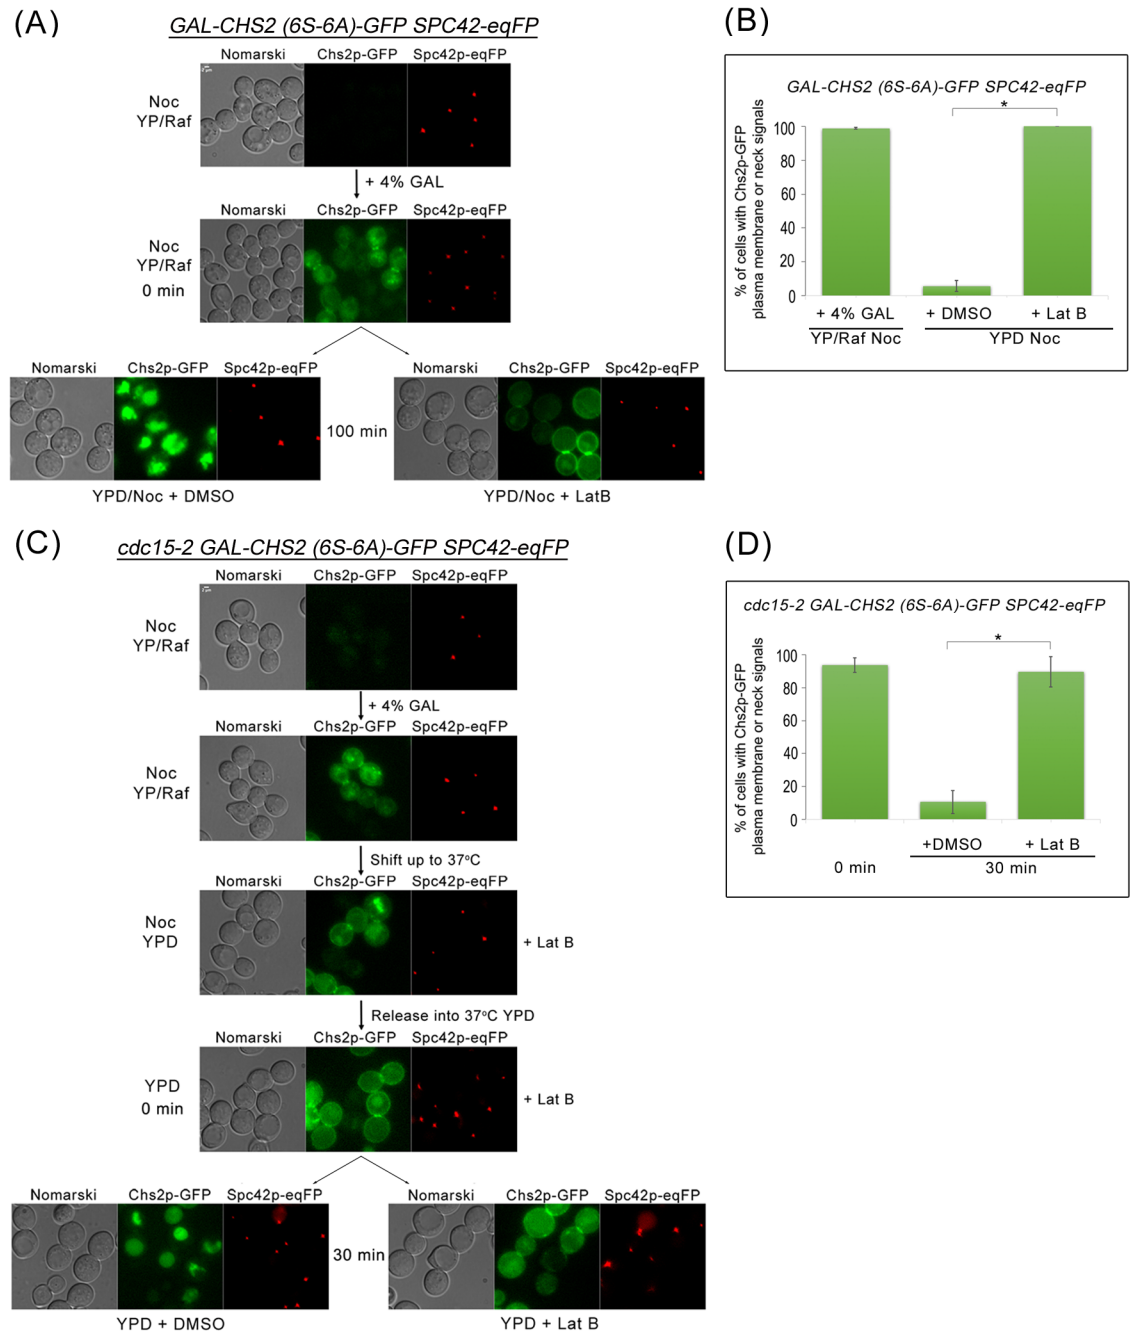 (A)
GAL-CHS2 (6S-6A)-GFP SPC42-eqFP
Nomarski Chs2p-GFP Spc42p-eqFP
Noc
YP/Raf
+ 4% GAL
Nomarski Chs2p-GFP Spc42p-eqFP
Noc
YP/Raf
0 min
Nomarski Chs2p-GFP Spc42p-eqFP
100 min
Nomarski Chs2p-GFP Spc42p-eqFP
YPD/Noc + DMSO
YPD/Noc + LatB
(B)
GAL-CHS2 (6S-6A)-GFP SPC42-eqFP
*
% of cells with Chs2p-GFP
plasma membrane or neck signals
100
80
60
40
20
0
+ 4% GAL + DMSO + Lat B
YP/Raf Noc YPD Noc
(C)
cdc15-2 GAL-CHS2 (6S-6A)-GFP SPC42-eqFP
Nomarski Chs2p-GFP Spc42p-eqFP
Noc
YP/Raf
+ 4% GAL
Nomarski Chs2p-GFP Spc42p-eqFP
Noc
YP/Raf
Shift up to 37ºC
Nomarski Chs2p-GFP Spc42p-eqFP
Noc
YPD
+ Lat B
Release into 37ºC YPD
Nomarski Chs2p-GFP Spc42p-eqFP
YPD
0 min
+ Lat B
Nomarski Chs2p-GFP Spc42p-eqFP
30 min
Nomarski Chs2p-GFP Spc42p-eqFP
YPD + DMSO
YPD + Lat B
(D)
cdc15-2 GAL-CHS2 (6S-6A)-GFP SPC42-eqFP
*
% of cells with Chs2p-GFP
plasma membrane or neck signals
100
80
60
40
20
0
+DMSO + Lat B
0 min 30 min